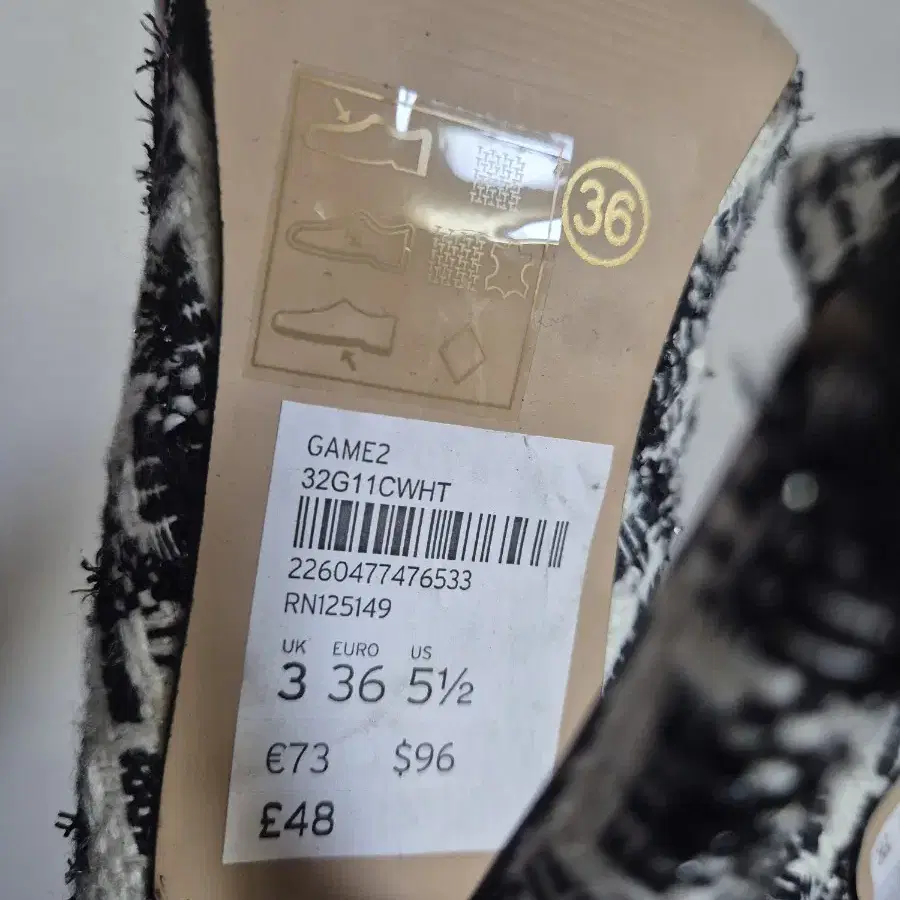 36
GAME2
32G11CWHT
2260477476533
RN125149
UK EURO US
3 36 5½
€73 $96
£48